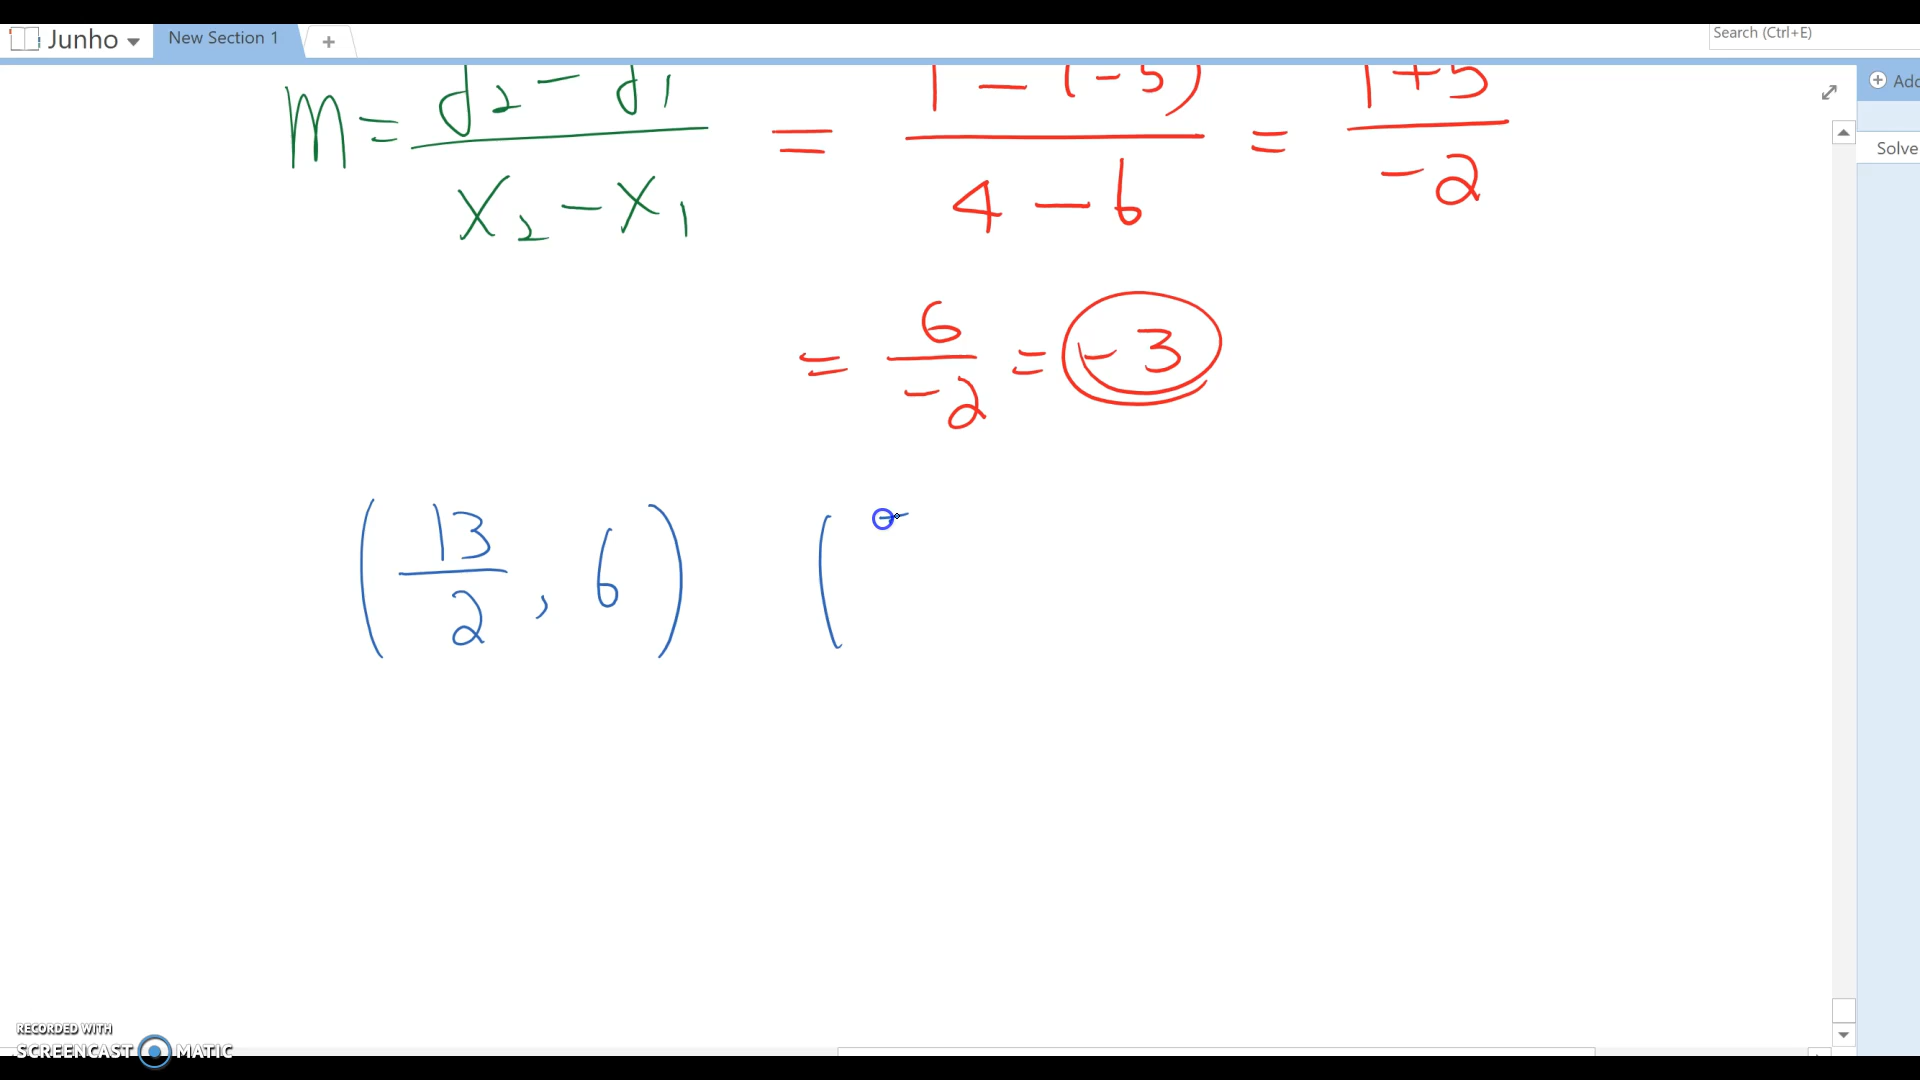 Junho
New Section 1
+
Search (Ctrl+E)
Add
Solve
m = y₂ - y₁ / x₂ - x₁ = 1 - (-5) / 4 - 6 = 1 + 5 / -2
= 6 / -2 = -3
(13/2, 6) (
RECORDED WITH
SCREENCAST MATIC